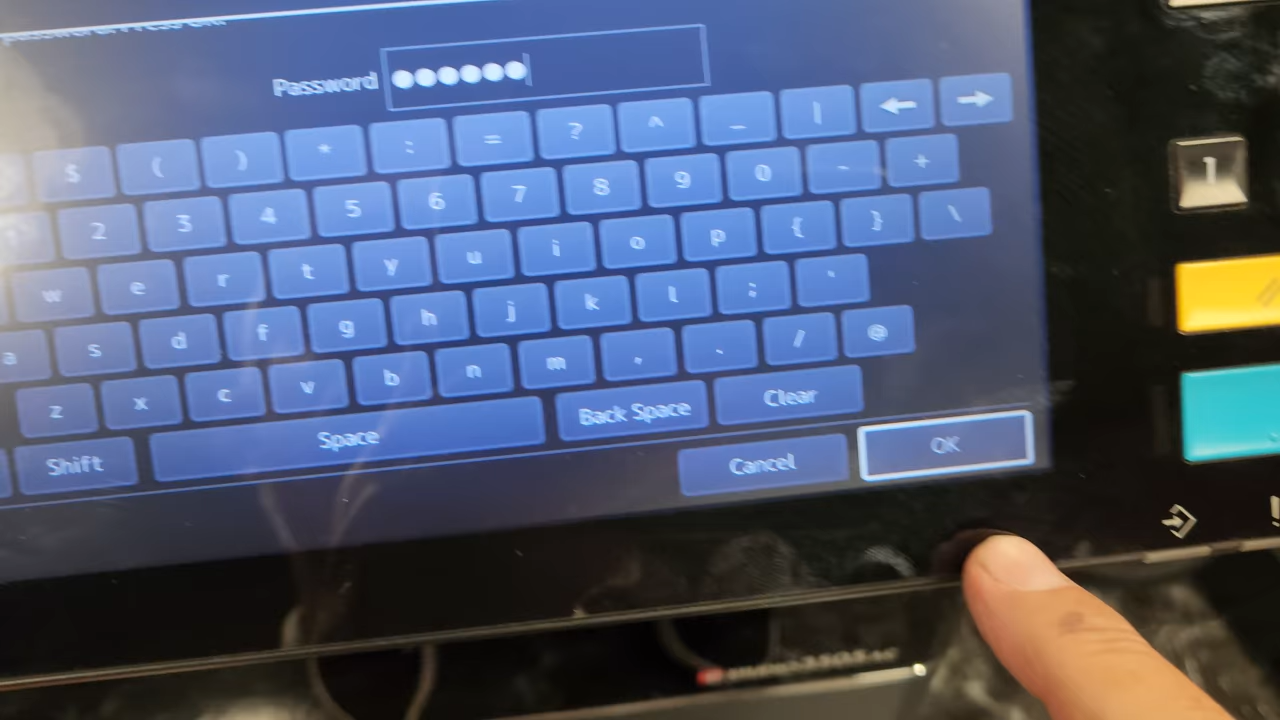 Password ●●●●●●
$ ( ) * : = ? ^ _ | ← →
2 3 4 5 6 7 8 9 0 - +
w e r t y u i o p { } \
a s d f g h j k l ; '
z x c v b n m , . / @
Shift Space Back Space Clear
Cancel OK
1